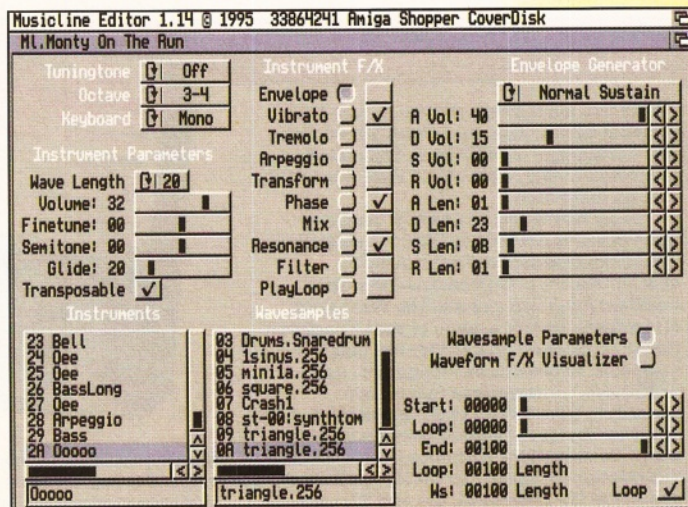 Musicline Editor 1.14 © 1995 33864241 Amiga Shopper CoverDisk
Ml.Monty On The Run
Tuningtone Off
Octave 3-4
Keyboard Mono
Instrument Parameters
Wave Length 20
Volume: 32
Finetune: 00
Semitone: 00
Glide: 20
Transposable
Instrument F/X
Envelope
Vibrato
Tremolo
Arpeggio
Transform
Phase
Mix
Resonance
Filter
PlayLoop
Envelope Generator
Normal Sustain
A Vol: 40
D Vol: 15
S Vol: 00
R Vol: 00
A Len: 01
D Len: 23
S Len: 0B
R Len: 01
Instruments
23 Bell
24 Oee
25 Oee
26 BassLong
27 Oee
28 Arpeggio
29 Bass
2A Ooooo
Ooooo
Wavesamples
03 Drums.Snaredrum
04 1sinus.256
05 mini1a.256
06 square.256
07 Crash1
08 st-00:synthtom
09 triangle.256
0A triangle.256
triangle.256
Wavesample Parameters
Waveform F/X Visualizer
Start: 00000
Loop: 00000
End: 00100
Loop: 00100 Length
Ws: 00100 Length Loop